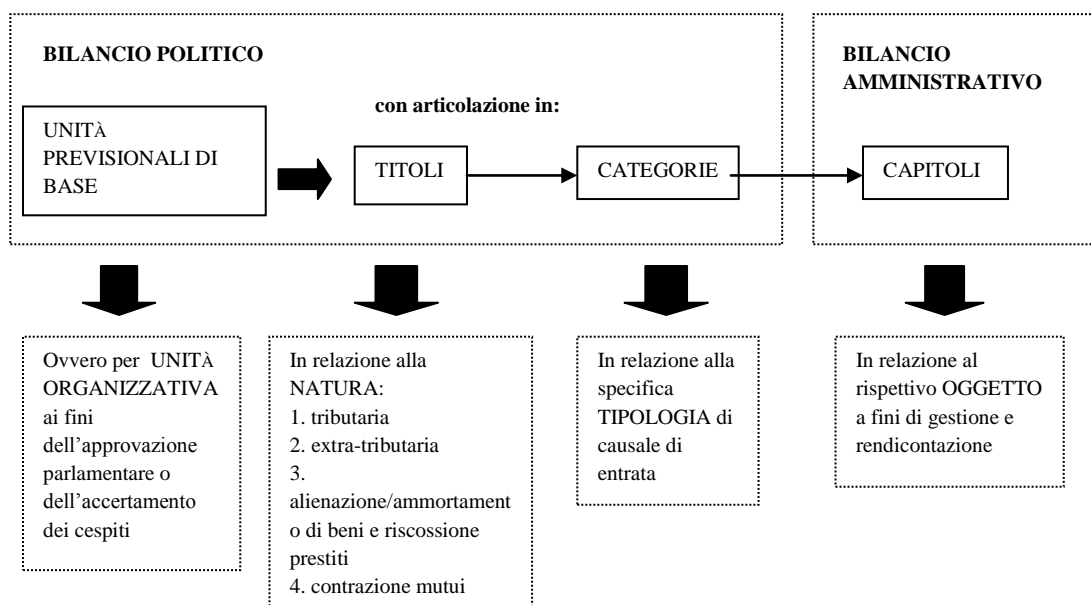 BILANCIO POLITICO
BILANCIO
AMMINISTRATIVO
con articolazione in:
UNITÀ
PREVISIONALI DI
BASE
TITOLI
CATEGORIE
CAPITOLI
Ovvero per UNITÀ
ORGANIZZATIVA
ai fini
dell’approvazione
parlamentare o
dell’accertamento
dei cespiti
In relazione alla
NATURA:
1. tributaria
2. extra-tributaria
3.
alienazione/ammortament
o di beni e riscossione
prestiti
4. contrazione mutui
In relazione alla
specifica
TIPOLOGIA di
causale di
entrata
In relazione al
rispettivo OGGETTO
a fini di gestione e
rendicontazione